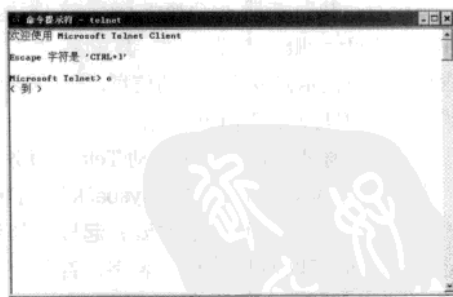 命令提示符 - telnet
欢迎使用 Microsoft Telnet Client
Escape 字符是 'CTRL+]'
Microsoft Telnet> o
< 到 >